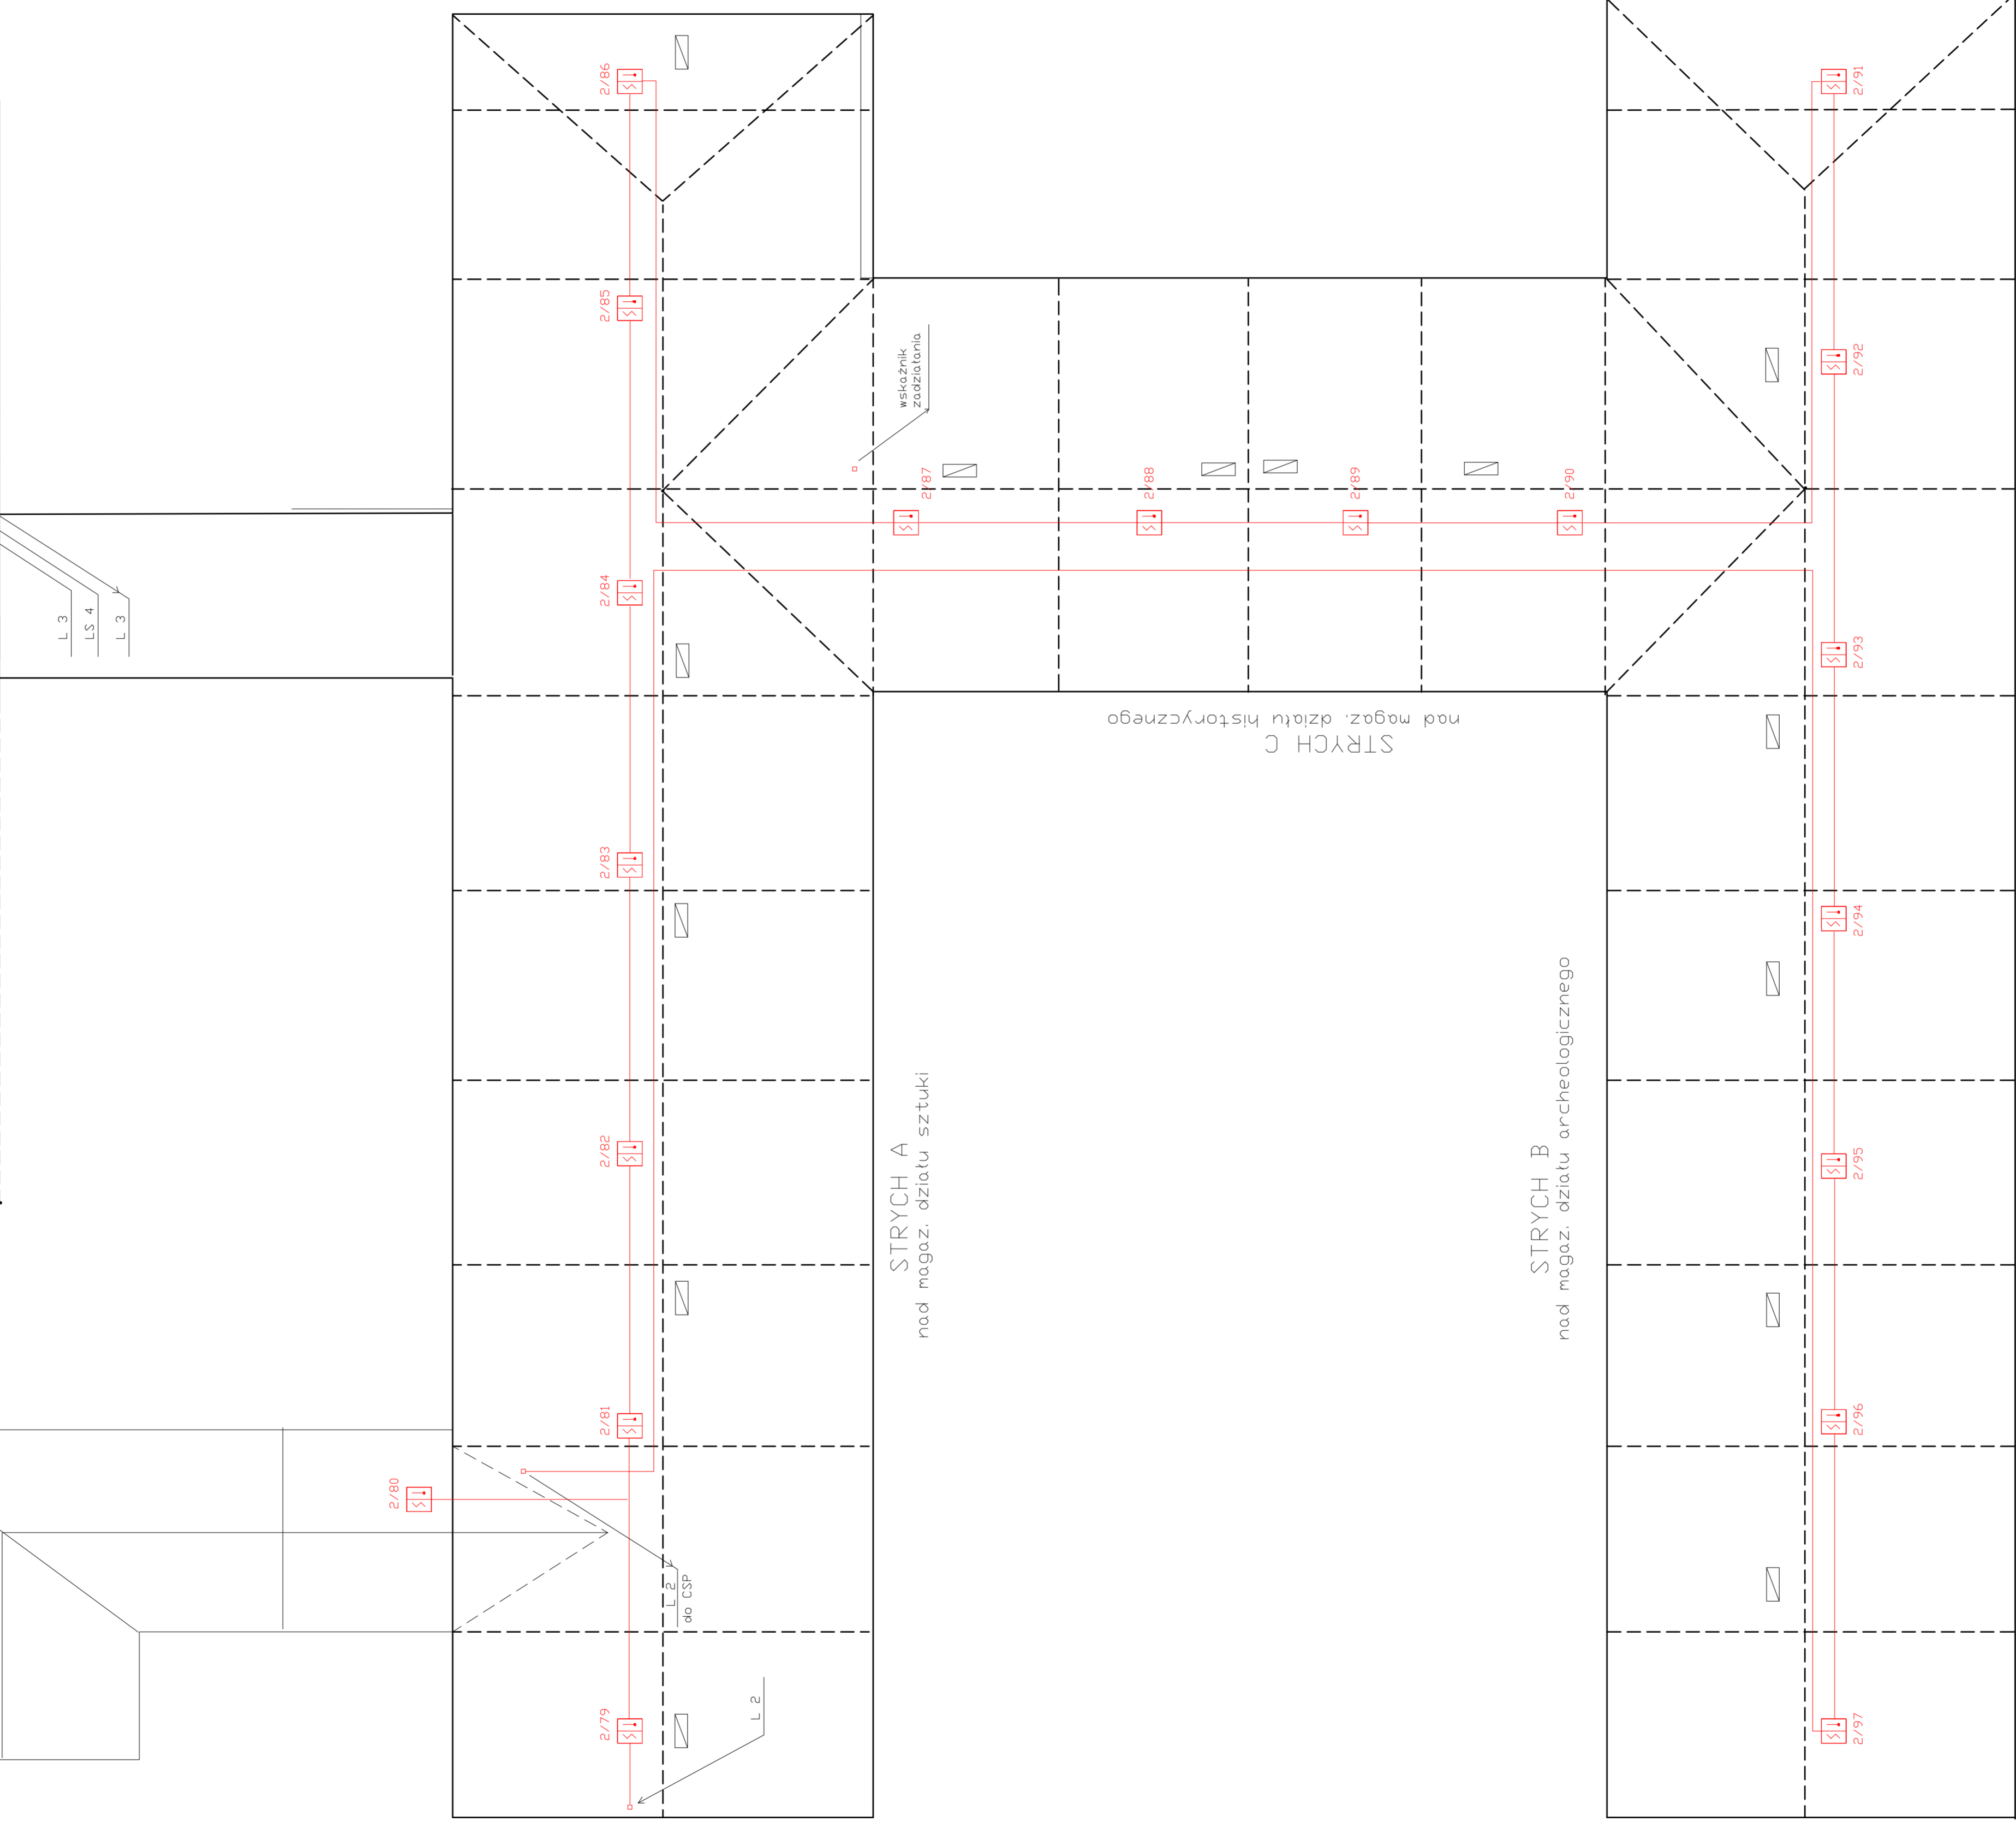 2/86
2/85
2/84
2/83
2/82
2/81
2/80
2/79
L 3
LS 4
L 3
wskaźnik
zadziałania
2/87
2/88
2/89
2/90
STRYCH C
nad magaz. działu historycznego
STRYCH A
nad magaz. działu sztuki
STRYCH B
nad magaz. działu archeologicznego
L 2
do CSP
L 2
2/91
2/92
2/93
2/94
2/95
2/96
2/97